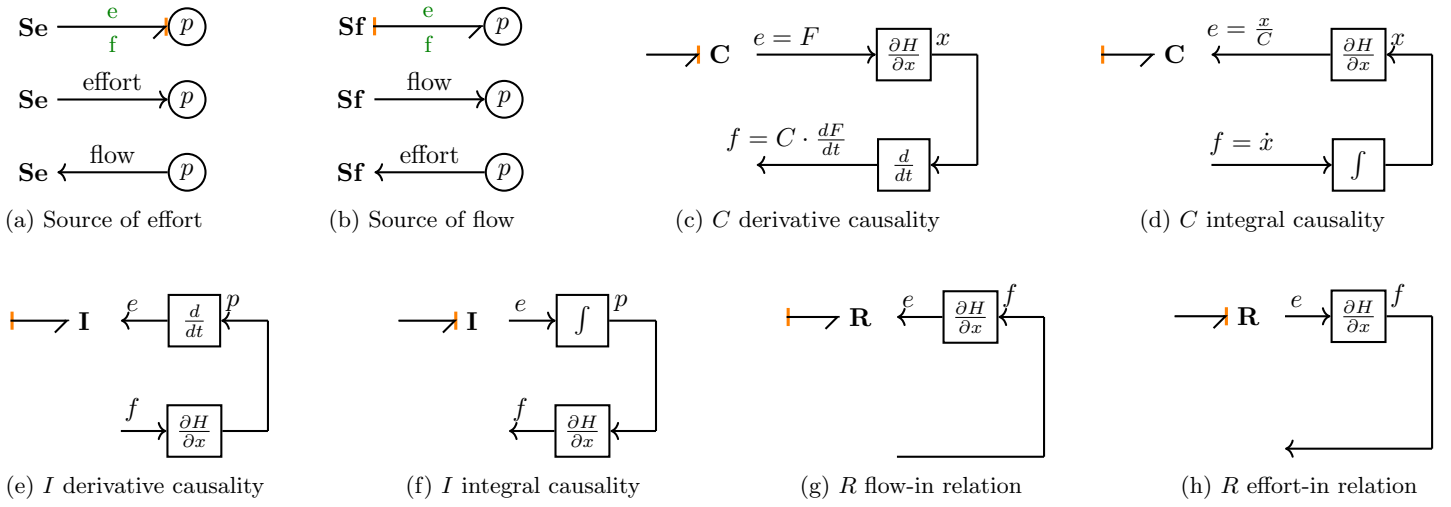 Se e f p
Se effort p
Se flow p
(a) Source of effort
Sf e f p
Sf flow p
Sf effort p
(b) Source of flow
C e = F ∂H/∂x x
f = C · dF/dt d/dt
(c) C derivative causality
C e = x/C ∂H/∂x x
f = ẋ ∫
(d) C integral causality
I e d/dt p
f ∂H/∂x
(e) I derivative causality
I e ∫ p
f ∂H/∂x
(f) I integral causality
R e ∂H/∂x f
(g) R flow-in relation
R e ∂H/∂x f
(h) R effort-in relation